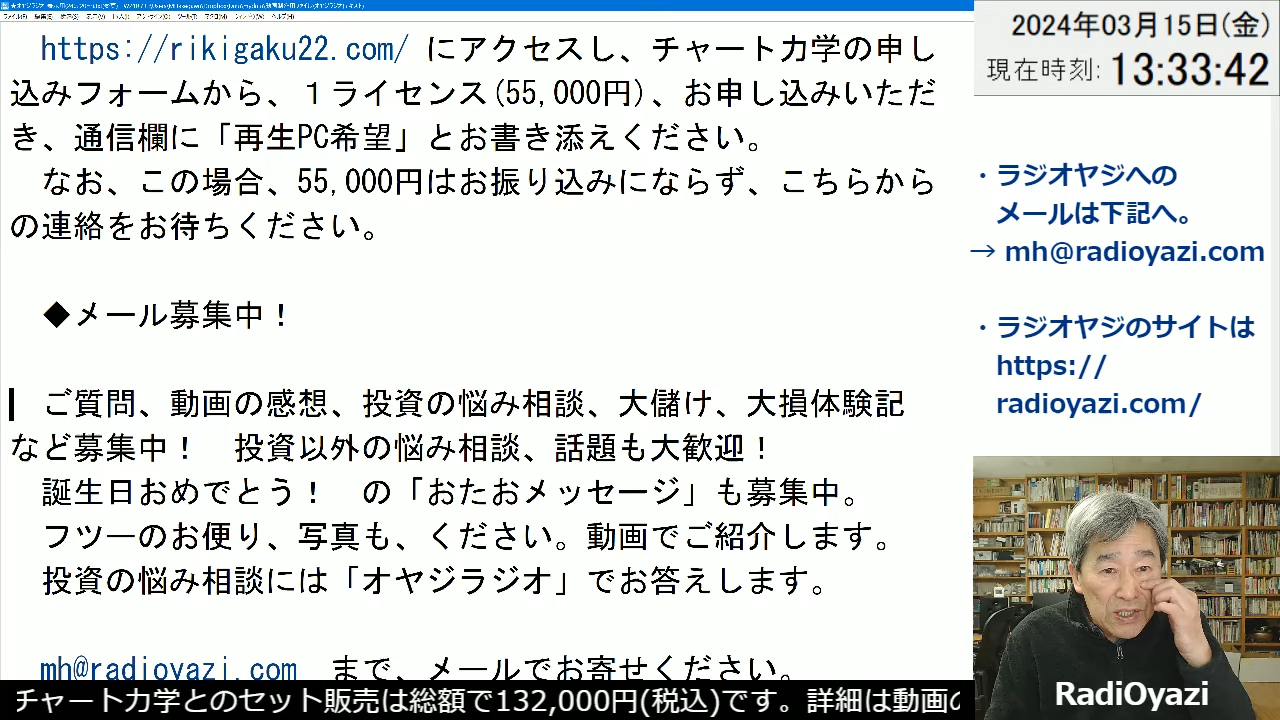 https://rikigaku22.com/ にアクセスし、チャート力学の申し
込みフォームから、１ライセンス(55,000円)、お申し込みいただ
き、通信欄に「再生PC希望」とお書き添えください。
なお、この場合、55,000円はお振り込みにならず、こちらから
の連絡をお待ちください。
◆メール募集中！
ご質問、動画の感想、投資の悩み相談、大儲け、大損体験記
など募集中！　投資以外の悩み相談、話題も大歓迎！
誕生日おめでとう！　の「おたおメッセージ」も募集中。
フツーのお便り、写真も、ください。動画でご紹介します。
投資の悩み相談には「オヤジラジオ」でお答えします。
mh@radioyazi.com　まで、メールでお寄せください。
チャート力学とのセット販売は総額で132,000円(税込)です。詳細は動画の
2024年03月15日(金)
現在時刻: 13:33:42
・ラジオヤジへの
メールは下記へ。
→ mh@radioyazi.com
・ラジオヤジのサイトは
https://
radioyazi.com/
RadiOyazi